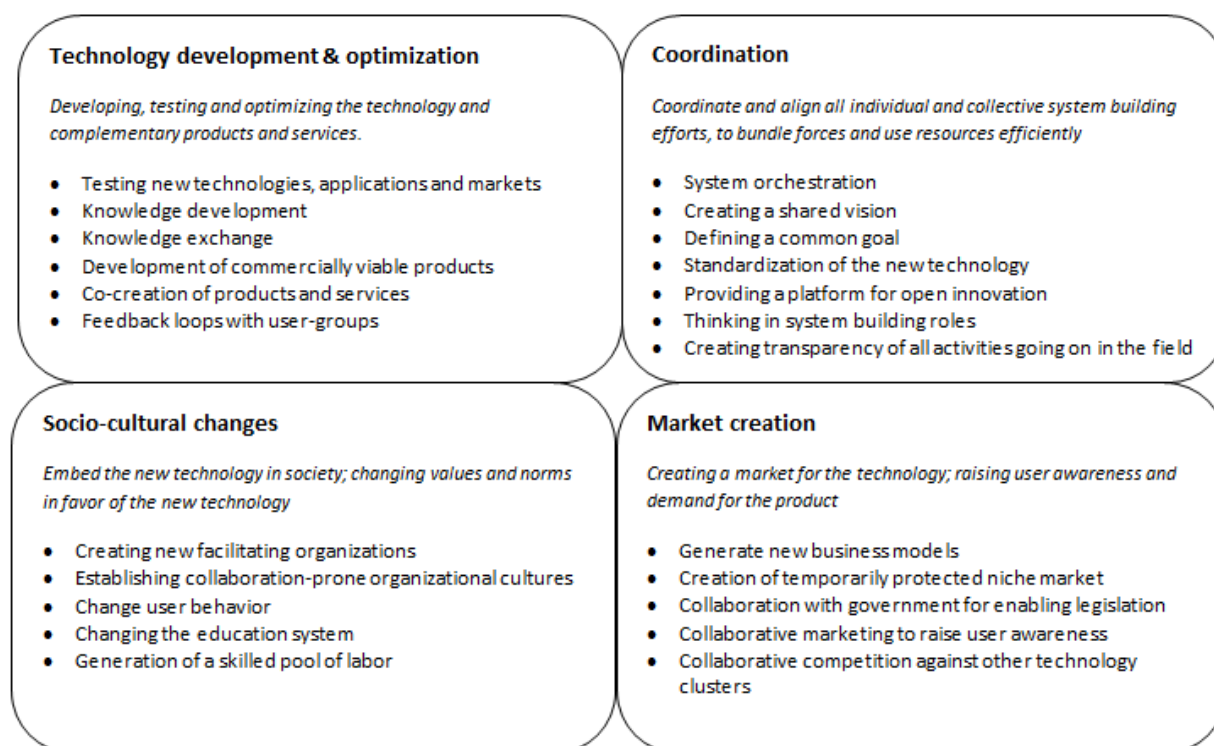 Technology development & optimization
Developing, testing and optimizing the technology and
complementary products and services.
• Testing new technologies, applications and markets
• Knowledge development
• Knowledge exchange
• Development of commercially viable products
• Co-creation of products and services
• Feedback loops with user-groups
Coordination
Coordinate and align all individual and collective system building
efforts, to bundle forces and use resources efficiently
• System orchestration
• Creating a shared vision
• Defining a common goal
• Standardization of the new technology
• Providing a platform for open innovation
• Thinking in system building roles
• Creating transparency of all activities going on in the field
Socio-cultural changes
Embed the new technology in society; changing values and norms
in favor of the new technology
• Creating new facilitating organizations
• Establishing collaboration-prone organizational cultures
• Change user behavior
• Changing the education system
• Generation of a skilled pool of labor
Market creation
Creating a market for the technology; raising user awareness and
demand for the product
• Generate new business models
• Creation of temporarily protected niche market
• Collaboration with government for enabling legislation
• Collaborative marketing to raise user awareness
• Collaborative competition against other technology
clusters